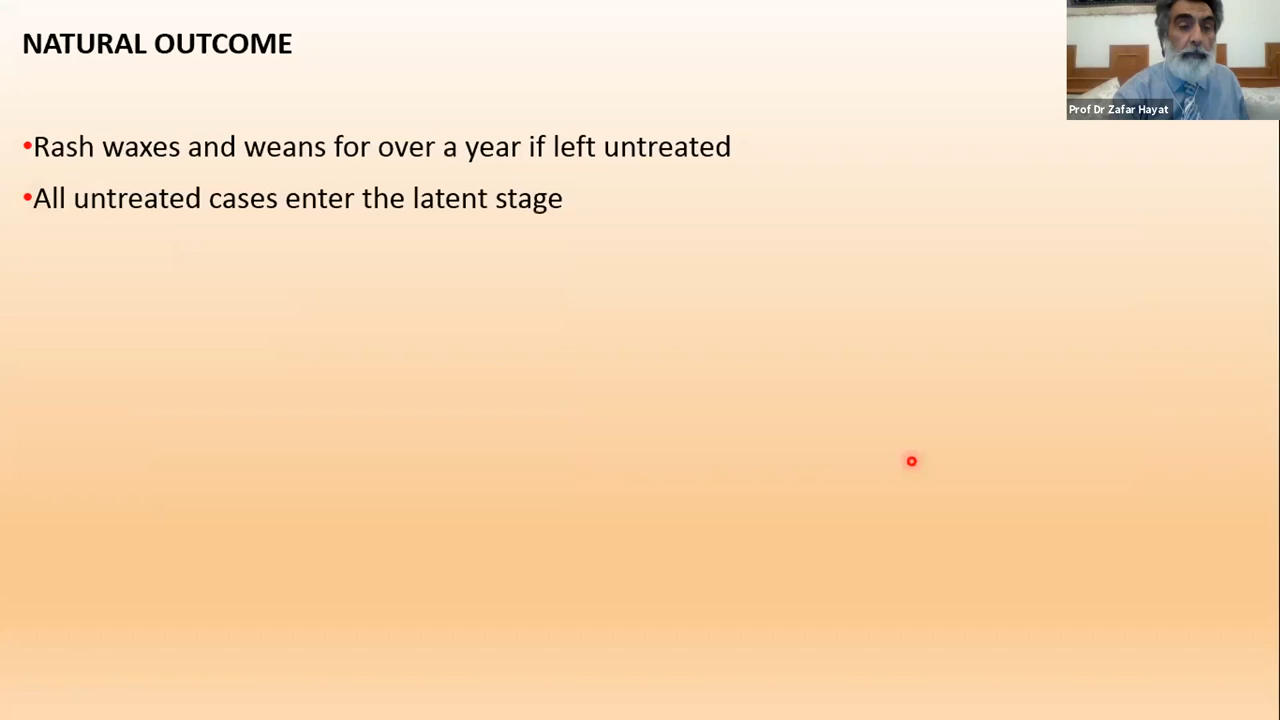 NATURAL OUTCOME
Prof Dr Zafar Hayat
•Rash waxes and weans for over a year if left untreated
•All untreated cases enter the latent stage